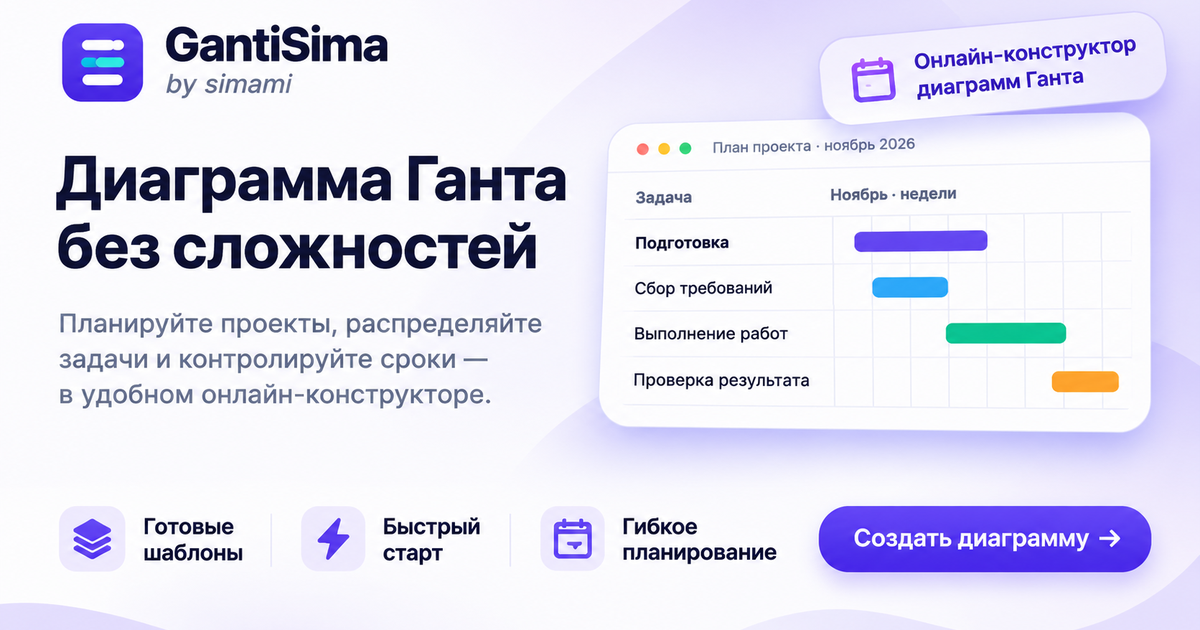 GantiSima
by simami
Онлайн-конструктор
диаграмм Ганта
Диаграмма Ганта
без сложностей
Планируйте проекты, распределяйте
задачи и контролируйте сроки —
в удобном онлайн-конструкторе.
План проекта · ноябрь 2026
Задача
Ноябрь · недели
Подготовка
Сбор требований
Выполнение работ
Проверка результата
Готовые
шаблоны
Быстрый
старт
Гибкое
планирование
Создать диаграмму →